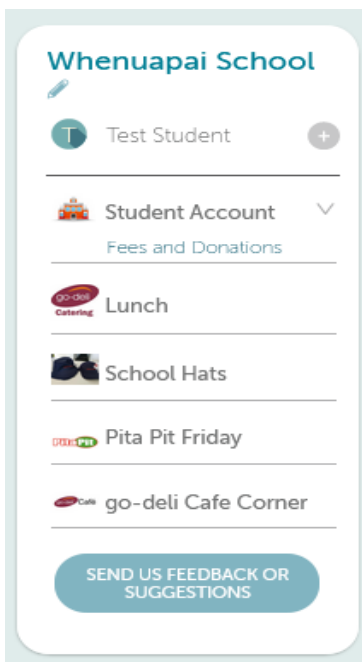 Whenuapai School
T Test Student +
Student Account
Fees and Donations
go-deli
Catering
Lunch
School Hats
PITA PIT Pita Pit Friday
go-deli Café go-deli Cafe Corner
SEND US FEEDBACK OR
SUGGESTIONS